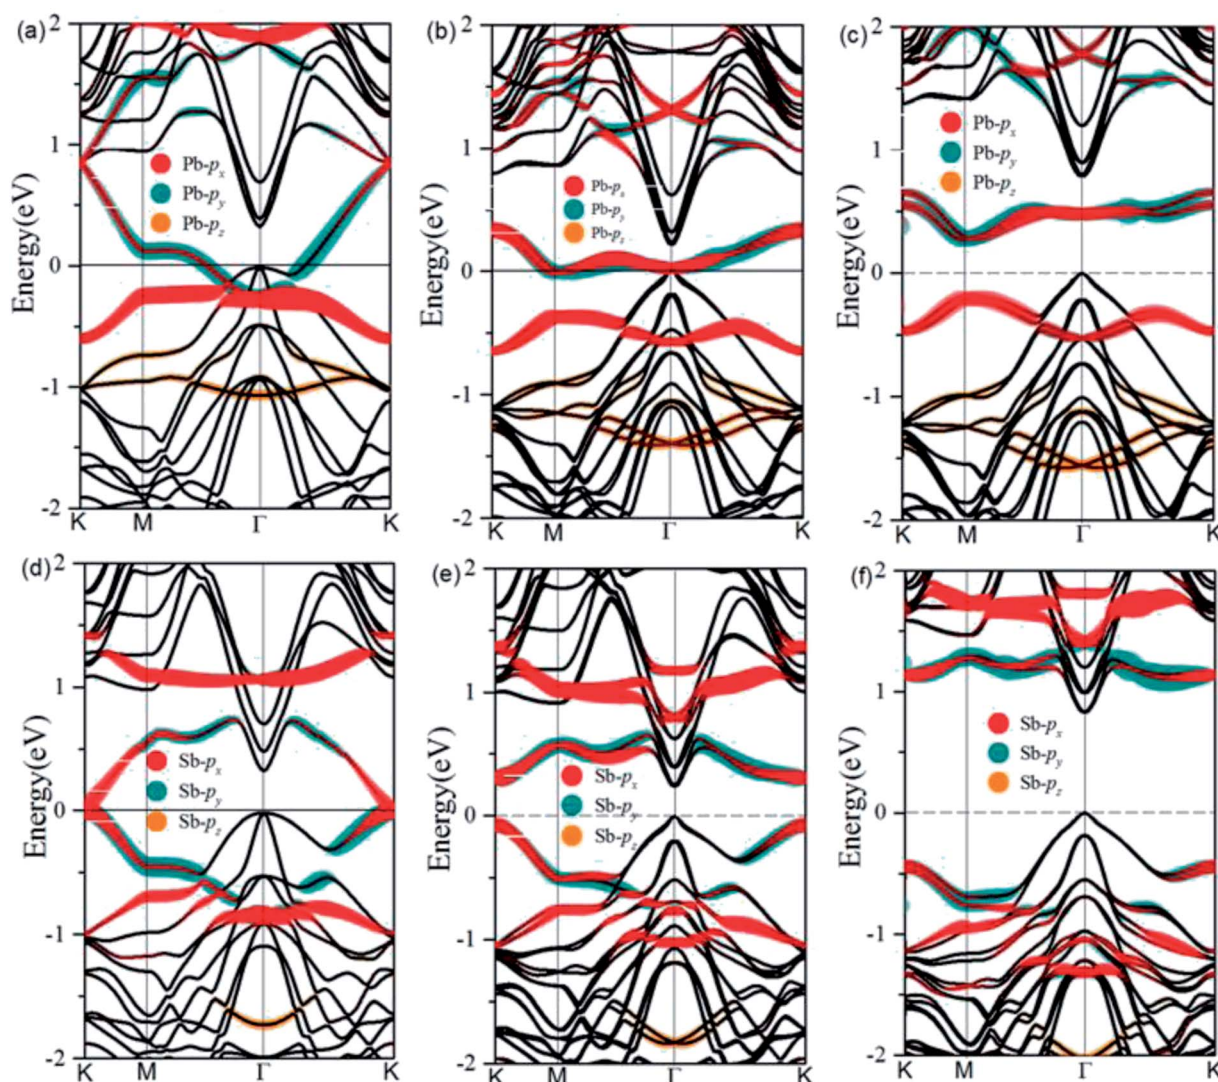 (a)
2
1
0
-1
-2
Energy(eV)
Pb-px
Pb-py
Pb-pz
K M Γ K
(b)
2
1
0
-1
-2
Energy(eV)
Pb-px
Pb-py
Pb-pz
K M Γ K
(c)
2
1
0
-1
-2
Energy(eV)
Pb-px
Pb-py
Pb-pz
K M Γ K
(d)
2
1
0
-1
-2
Energy(eV)
Sb-px
Sb-py
Sb-pz
K M Γ K
(e)
2
1
0
-1
-2
Energy(eV)
Sb-px
Sb-py
Sb-pz
K M Γ K
(f)
2
1
0
-1
-2
Energy(eV)
Sb-px
Sb-py
Sb-pz
K M Γ K